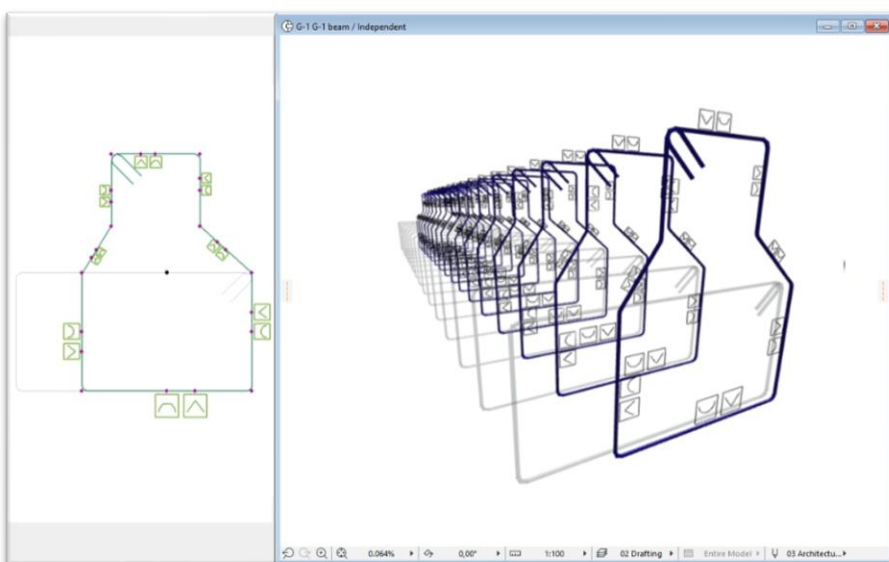 G-1 G-1 beam / Independent
0.064% 0,00° 1:100 02 Drafting Entire Model 03 Architectu...